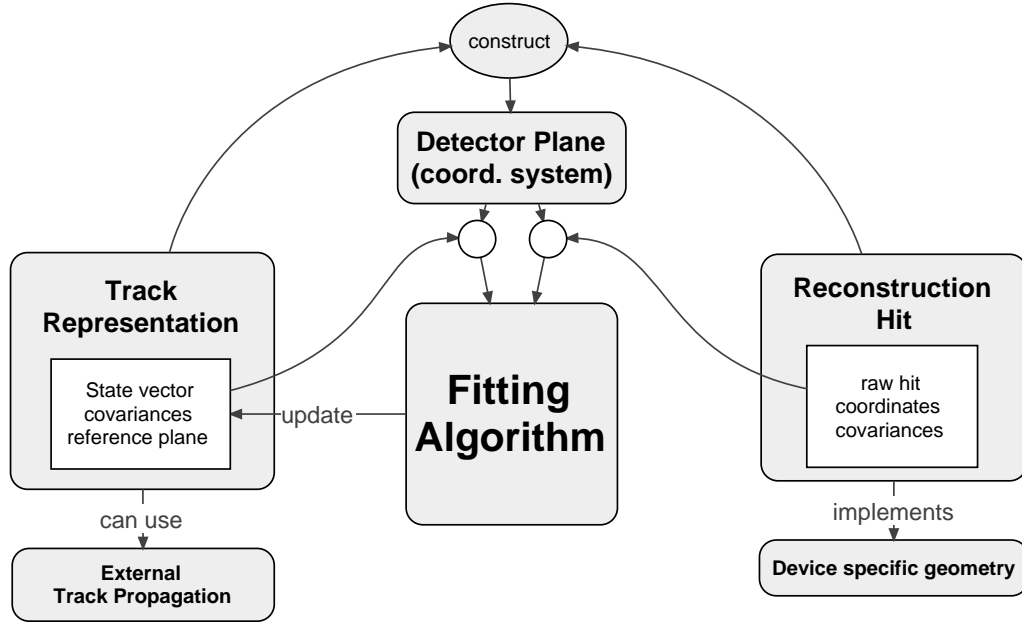 construct
Detector Plane
(coord. system)
Track
Representation
State vector
covariances
reference plane
update
Fitting
Algorithm
Reconstruction
Hit
raw hit
coordinates
covariances
can use
implements
External
Track Propagation
Device specific geometry